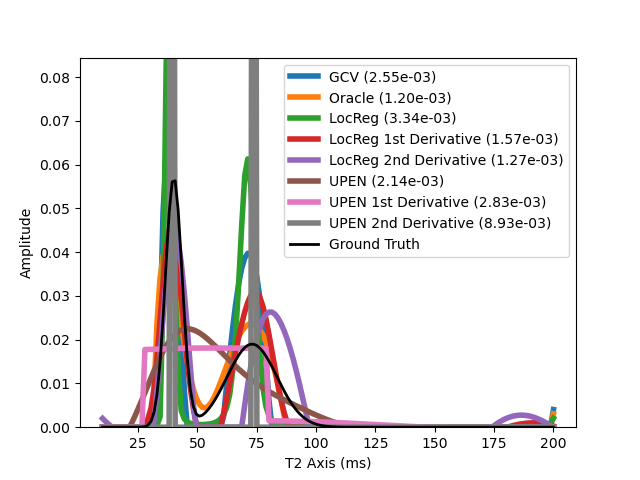 0.08
0.07
0.06
0.05
0.04
0.03
0.02
0.01
0.00
Amplitude
GCV (2.55e-03)
Oracle (1.20e-03)
LocReg (3.34e-03)
LocReg 1st Derivative (1.57e-03)
LocReg 2nd Derivative (1.27e-03)
UPEN (2.14e-03)
UPEN 1st Derivative (2.83e-03)
UPEN 2nd Derivative (8.93e-03)
Ground Truth
25 50 75 100 125 150 175 200
T2 Axis (ms)